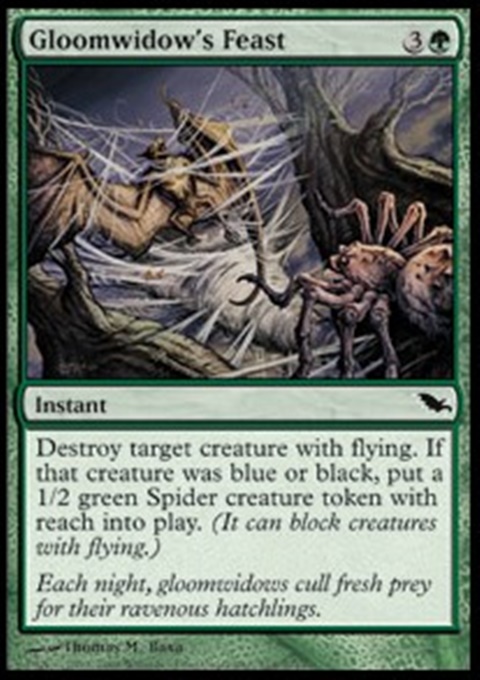 Gloomwidow's Feast 3
Instant
Destroy target creature with flying. If
that creature was blue or black, put a
1/2 green Spider creature token with
reach into play. (It can block creatures
with flying.)
Each night, gloomwidows cull fresh prey
for their ravenous hatchlings.
Thomas M. Baxa